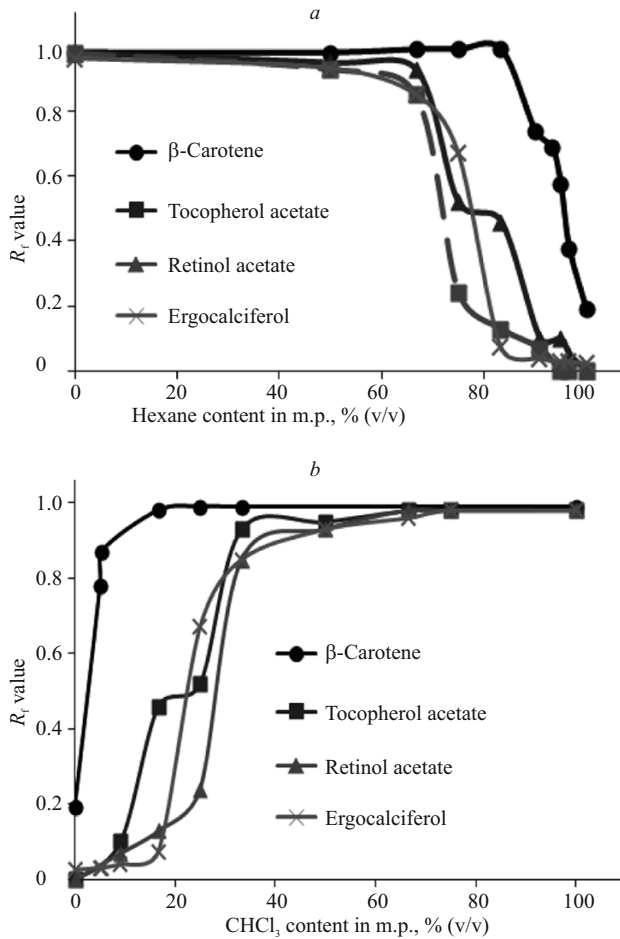 a
1.0
0.8
0.6
0.4
0.2
0
R_f value
β-Carotene
Tocopherol acetate
Retinol acetate
Ergocalciferol
0 20 40 60 80 100
Hexane content in m.p., % (v/v)
b
1.0
0.8
0.6
0.4
0.2
0
R_f value
β-Carotene
Tocopherol acetate
Retinol acetate
Ergocalciferol
0 20 40 60 80 100
CHCl₃ content in m.p., % (v/v)